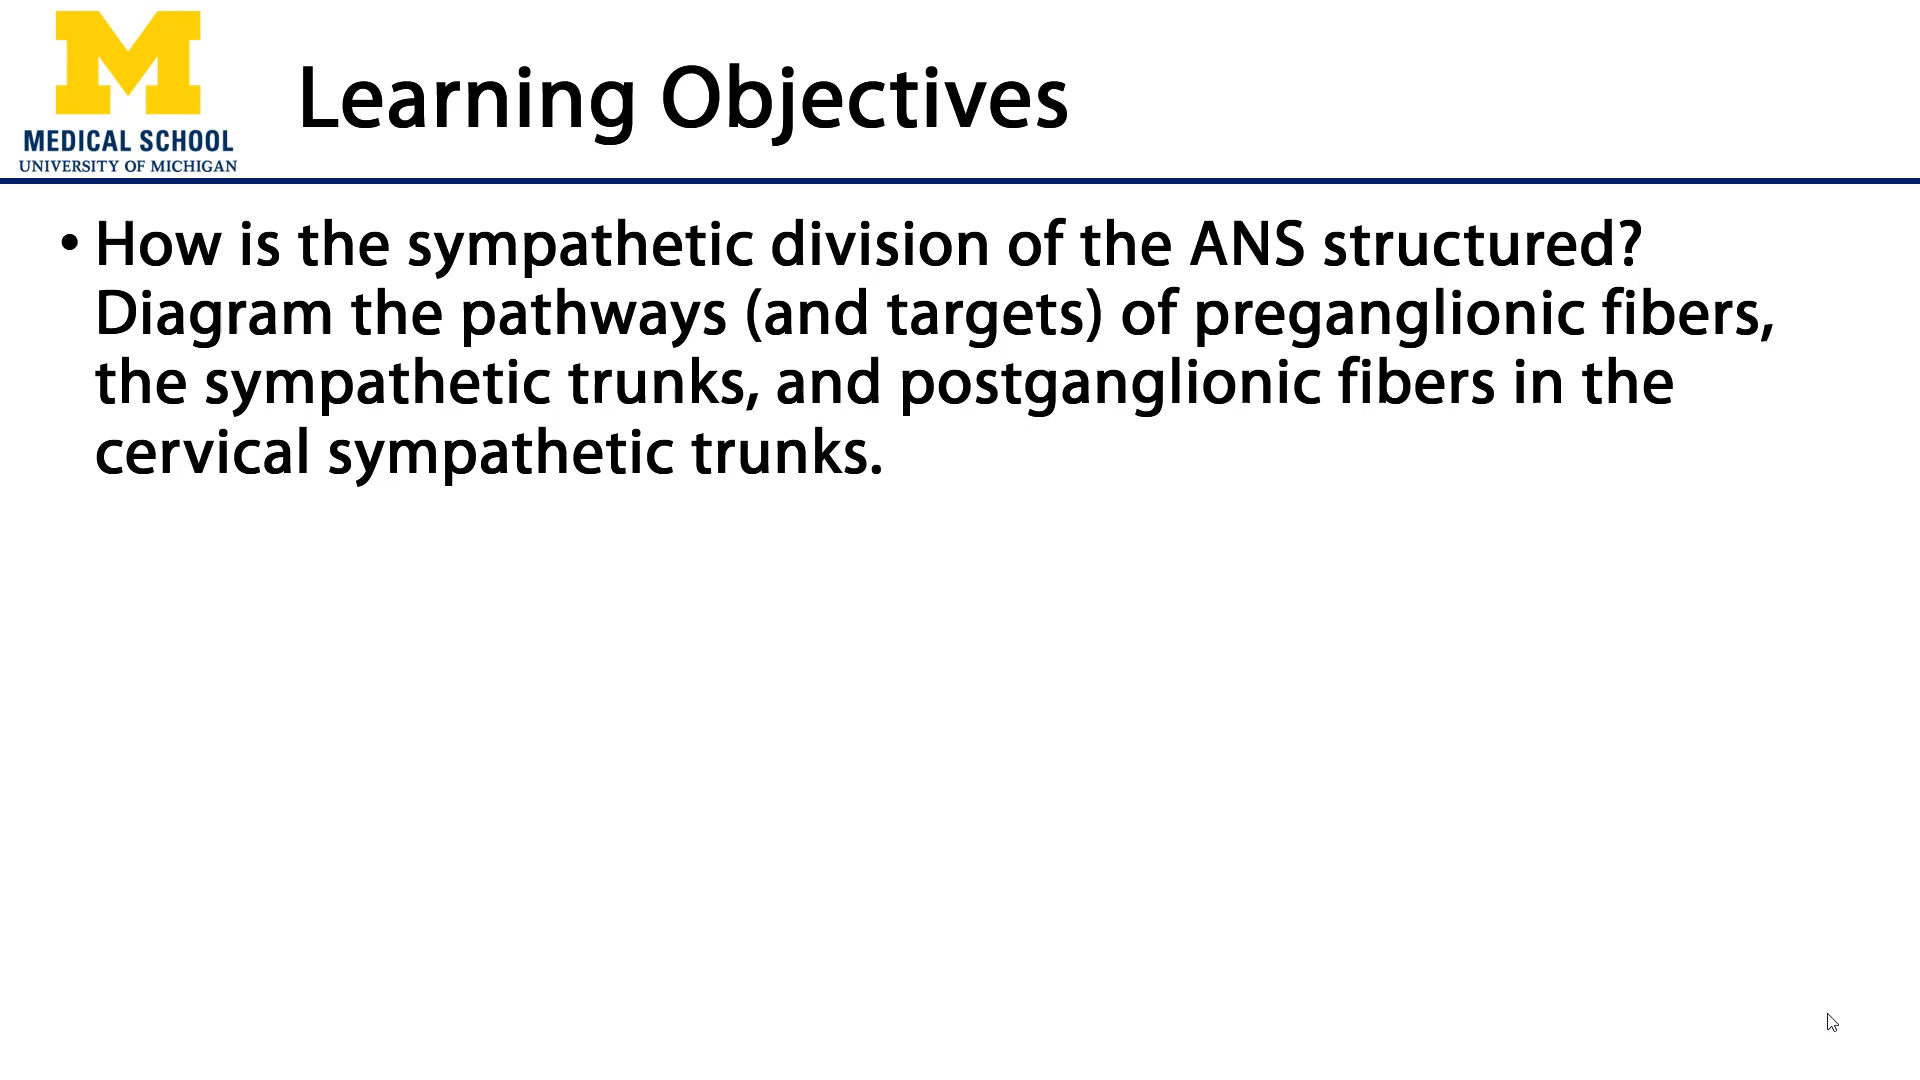 M
MEDICAL SCHOOL
UNIVERSITY OF MICHIGAN
Learning Objectives
• How is the sympathetic division of the ANS structured?
Diagram the pathways (and targets) of preganglionic fibers,
the sympathetic trunks, and postganglionic fibers in the
cervical sympathetic trunks.